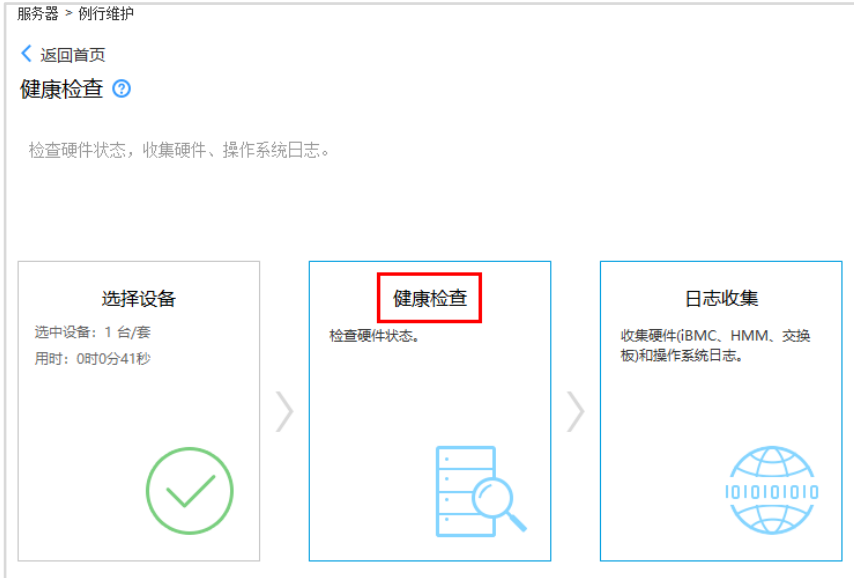 服务器 > 例行维护
返回首页
健康检查 ?
检查硬件状态，收集硬件、操作系统日志。
选择设备
选中设备：1 台/套
用时：0时0分41秒
健康检查
检查硬件状态。
日志收集
收集硬件(iBMC、HMM、交换
板)和操作系统日志。
1010101010